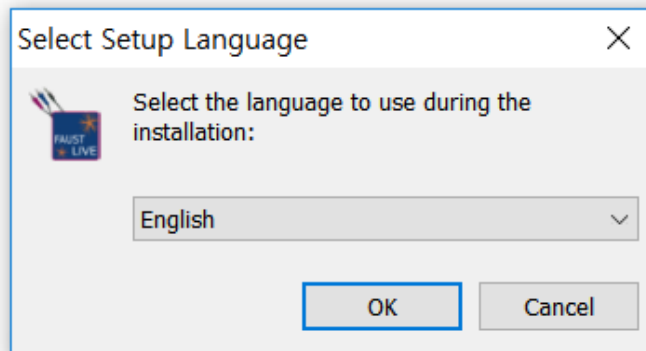 Select Setup Language
FAUST
LIVE
Select the language to use during the
installation:
English
OK
Cancel